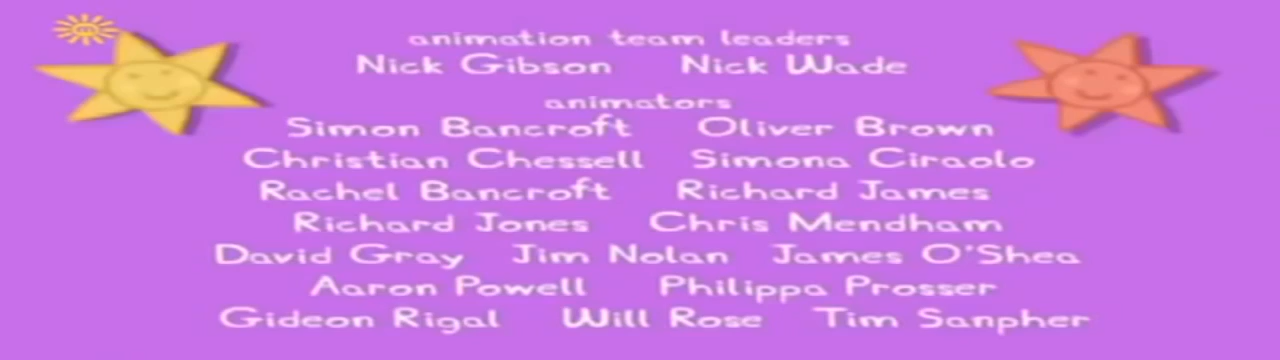 animation team leaders
Nick Gibson Nick Wade
animators
Simon Bancroft Oliver Brown
Christian Chessell Simona Ciraolo
Rachel Bancroft Richard James
Richard Jones Chris Mendham
David Gray Jim Nolan James O'Shea
Aaron Powell Philippa Prosser
Gideon Rigal Will Rose Tim Sanpher